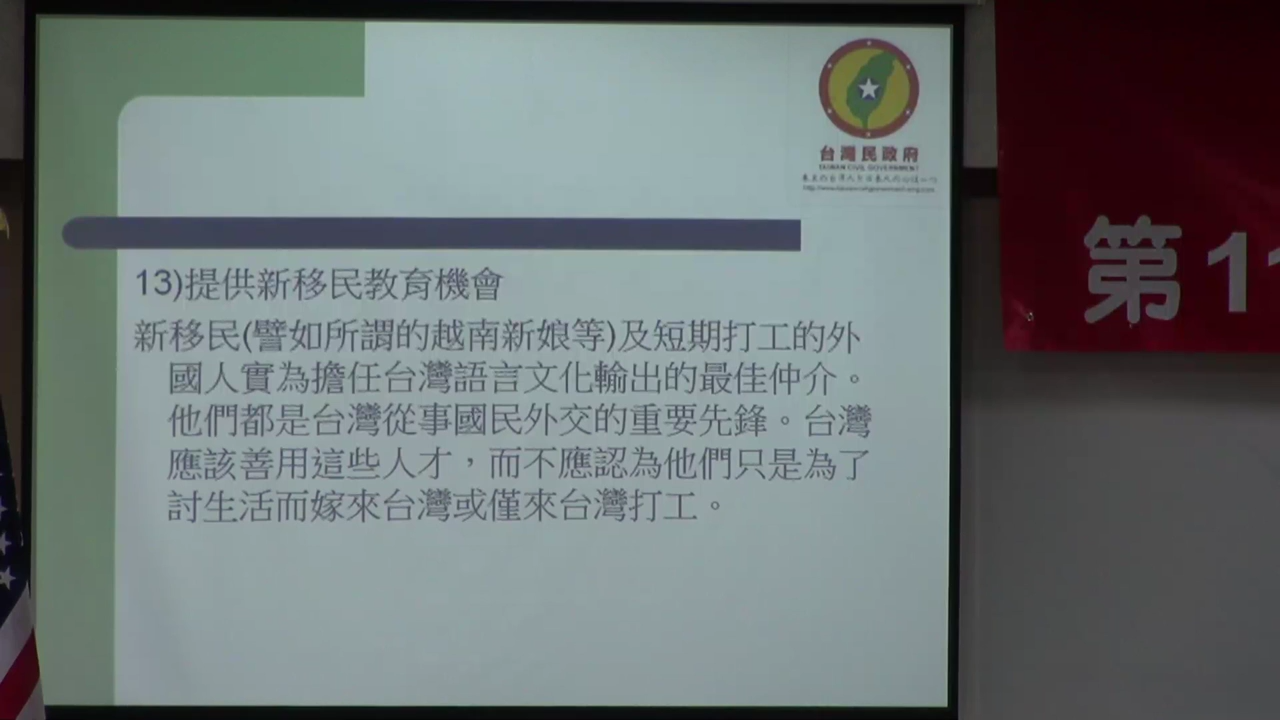 台灣民政府
TAIWAN CIVIL GOVERNMENT
第11
13)提供新移民教育機會
新移民(譬如所謂的越南新娘等)及短期打工的外
國人實為擔任台灣語言文化輸出的最佳仲介。
他們都是台灣從事國民外交的重要先鋒。台灣
應該善用這些人才，而不應認為他們只是為了
討生活而嫁來台灣或僅來台灣打工。